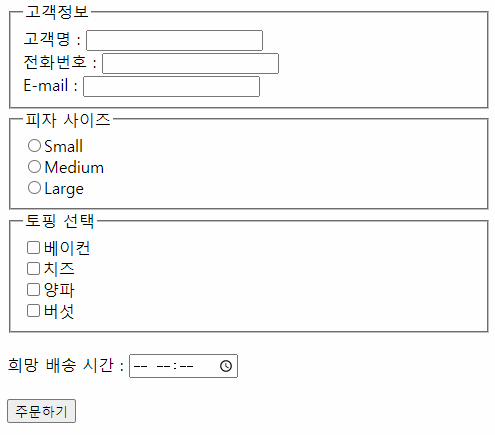 고객정보
고객명 :
전화번호 :
E-mail :
피자 사이즈
Small
Medium
Large
토핑 선택
베이컨
치즈
양파
버섯
희망 배송 시간 : -- --:--
주문하기